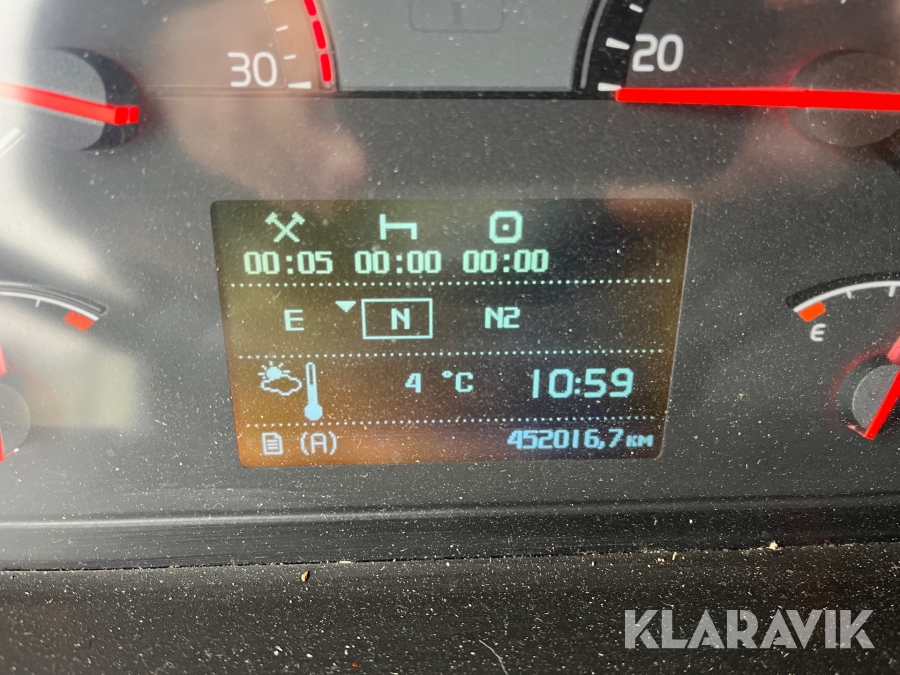 30
20
00:05 00:00 00:00
E N N2
E
4 °C 10:59
(A) 452016,7 KM
KLARAVIK